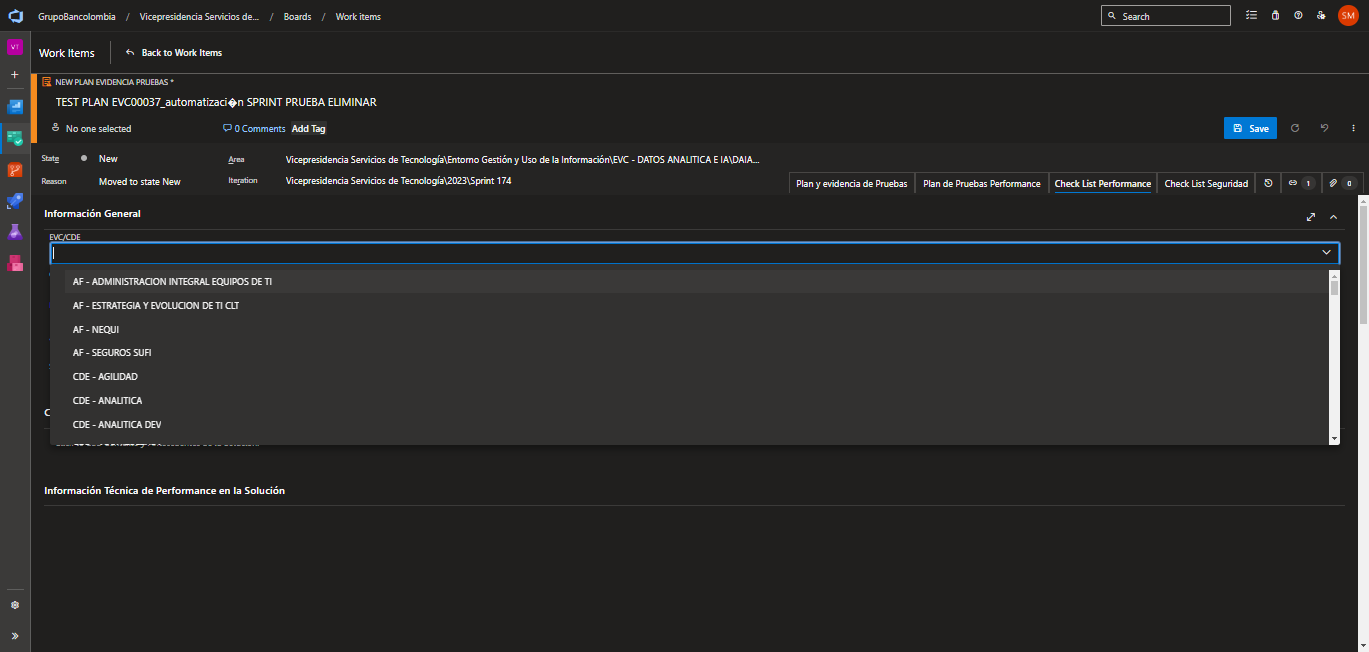 GrupoBancolombia / Vicepresidencia Servicios de... / Boards / Work items
Search
SM
VT
Work Items
Back to Work Items
NEW PLAN EVIDENCIA PRUEBAS *
TEST PLAN EVC00037_automatizaci�n SPRINT PRUEBA ELIMINAR
No one selected
0 Comments
Add Tag
Save
State
New
Area
Vicepresidencia Servicios de Tecnología\Entorno Gestión y Uso de la Información\EVC - DATOS ANALITICA E IA\DAIA...
Reason
Moved to state New
Iteration
Vicepresidencia Servicios de Tecnología\2023\Sprint 174
Plan y evidencia de Pruebas
Plan de Pruebas Performance
Check List Performance
Check List Seguridad
1
0
Información General
EVC/CDE
AF - ADMINISTRACION INTEGRAL EQUIPOS DE TI
AF - ESTRATEGIA Y EVOLUCION DE TI CLT
AF - NEQUI
AF - SEGUROS SUFI
CDE - AGILIDAD
CDE - ANALITICA
CDE - ANALITICA DEV
Información Técnica de Performance en la Solución